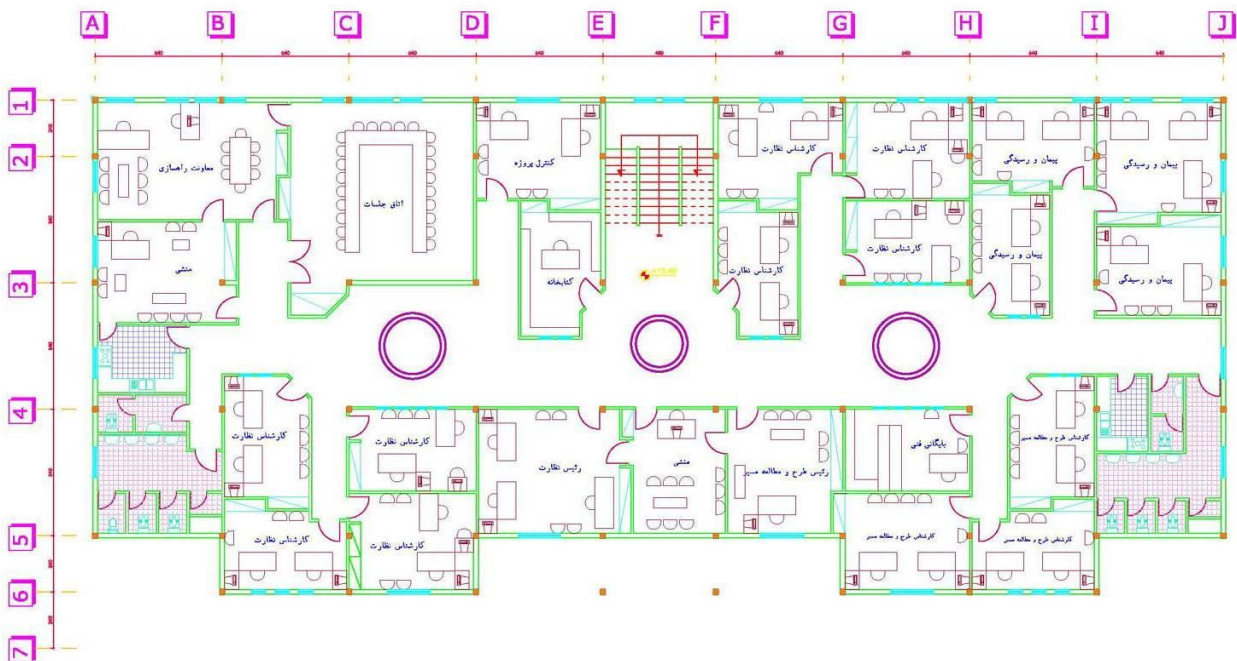 A B C D E F G H I J
1
2
3
4
5
6
7
معاونت راهسازی
اتاق جلسات
کنترل پروژه
کارشناس نظارت
کارشناس نظارت
پیمان و رسیدگی
پیمان و رسیدگی
منشی
کتابخانه
کارشناس نظارت
کارشناس نظارت
پیمان و رسیدگی
پیمان و رسیدگی
کارشناس نظارت
کارشناس نظارت
رئیس نظارت
منشی
رئیس طرح و مطالعه مسیر
بایگانی فنی
کارشناس طرح و مطالعه مسیر
کارشناس نظارت
کارشناس نظارت
کارشناس طرح و مطالعه مسیر
کارشناس طرح و مطالعه مسیر